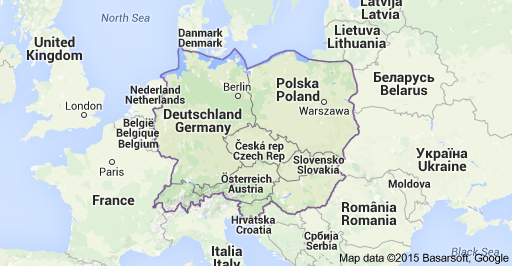 North Sea
Danmark
Denmark
Latvija
Latvia
Lietuva
Lithuania
United
Kingdom
Беларусь
Belarus
Nederland
Netherlands
Berlin
Polska
Poland
London
Warszawa
België
Belgique
Belgium
Deutschland
Germany
Česká rep
Czech Rep
Україна
Ukraine
Paris
Slovensko
Slovakia
Österreich
Austria
Moldova
France
România
Romania
Hrvatska
Croatia
Србија
Serbia
Italia
Italy
Black Sea
Map data ©2015 Basarsoft, Google